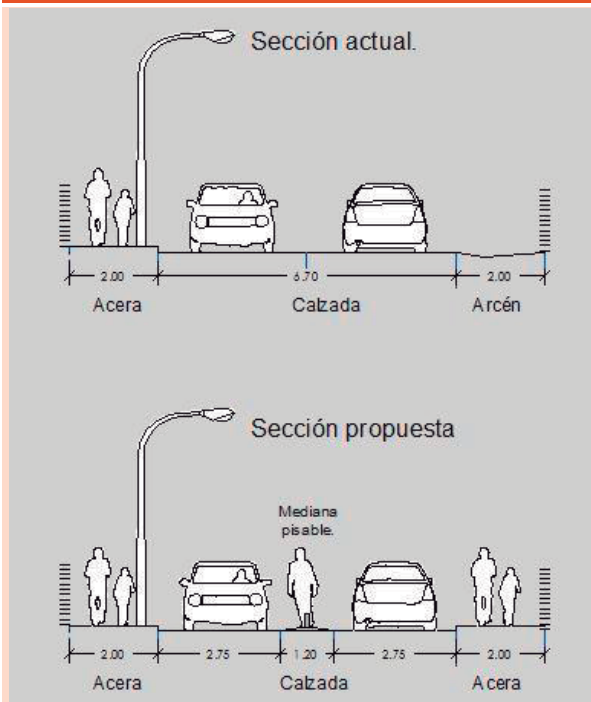 Sección actual.
2.00 6.70 2.00
Acera Calzada Arcén
Sección propuesta
Mediana
pisable.
2.00 2.75 1.20 2.75 2.00
Acera Calzada Acera